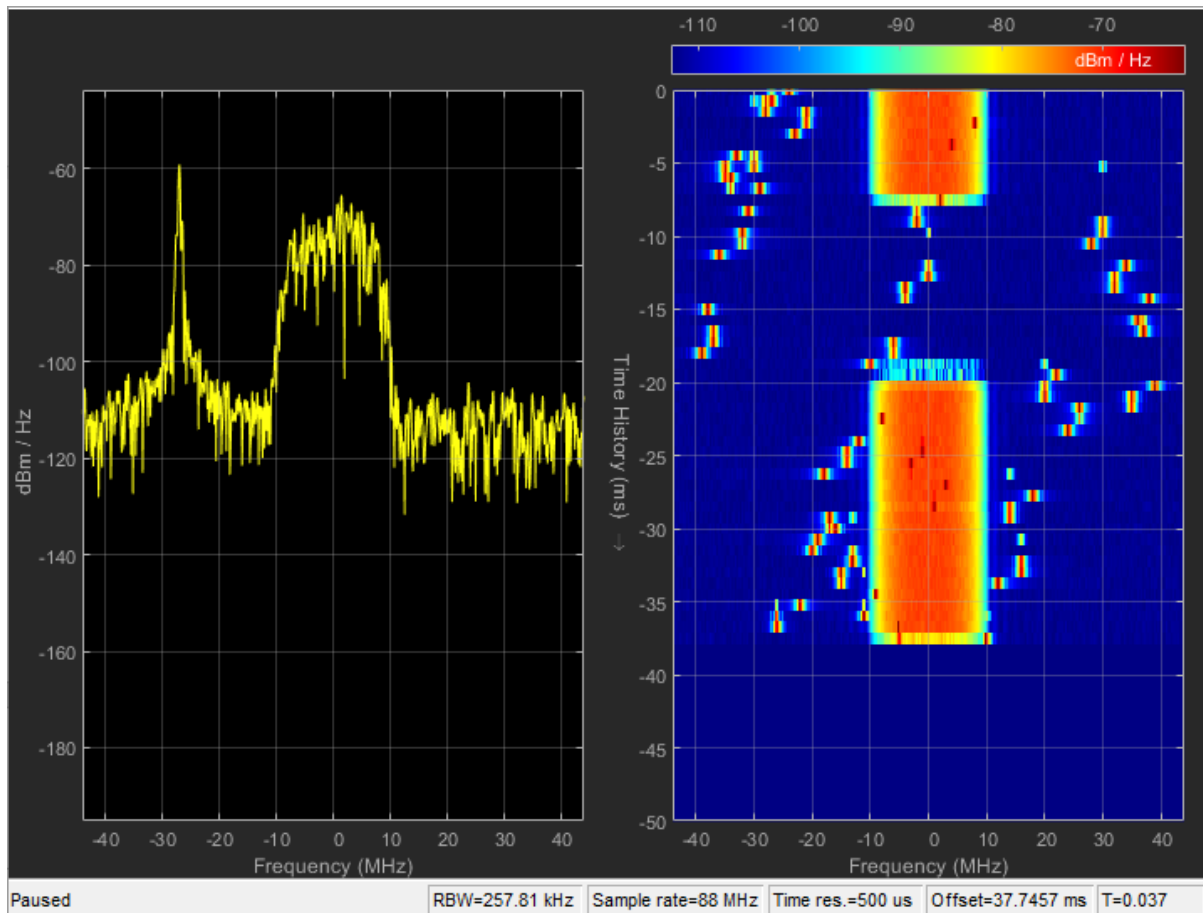 -110 -100 -90 -80 -70
dBm / Hz
-60
-80
-100
-120
-140
-160
-180
dBm / Hz
-40 -30 -20 -10 0 10 20 30 40
Frequency (MHz)
0
-5
-10
-15
-20
-25
-30
-35
-40
-45
-50
Time History (ms) →
-40 -30 -20 -10 0 10 20 30 40
Frequency (MHz)
Paused RBW=257.81 kHz Sample rate=88 MHz Time res.=500 us Offset=37.7457 ms T=0.037